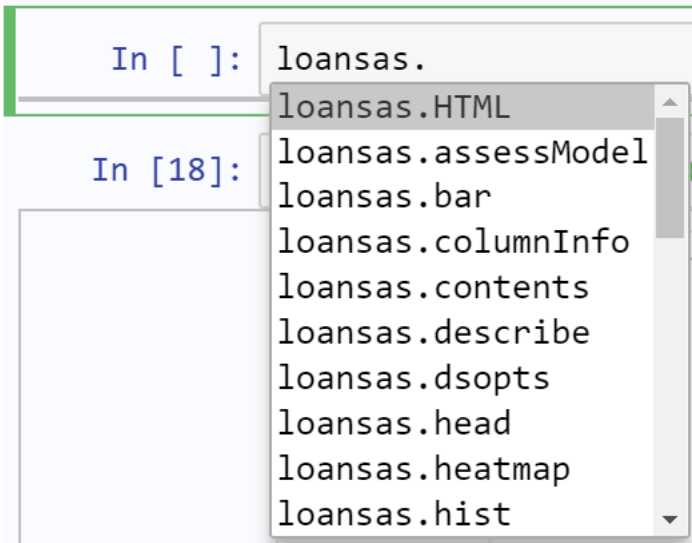 In [ ]: loansas.
loansas.HTML
loansas.assessModel
In [18]:
loansas.bar
loansas.columnInfo
loansas.contents
loansas.describe
loansas.dsopts
loansas.head
loansas.heatmap
loansas.hist